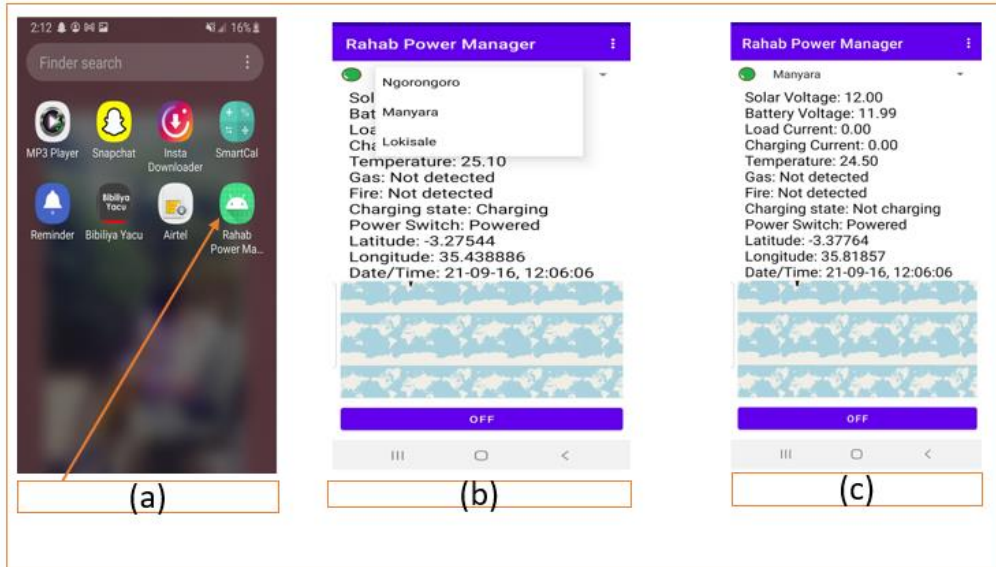 2:12 16%
Finder search
MP3 Player Snapchat Insta Downloader SmartCal
Bibiliya Yacu
Reminder Bibiliya Yacu Airtel Rahab Power Ma...
(a)
Rahab Power Manager
Ngorongoro
Manyara
Lokisale
Sol
Bat
Loa
Cha
Temperature: 25.10
Gas: Not detected
Fire: Not detected
Charging state: Charging
Power Switch: Powered
Latitude: -3.27544
Longitude: 35.438886
Date/Time: 21-09-16, 12:06:06
OFF
(b)
Rahab Power Manager
Manyara
Solar Voltage: 12.00
Battery Voltage: 11.99
Load Current: 0.00
Charging Current: 0.00
Temperature: 24.50
Gas: Not detected
Fire: Not detected
Charging state: Not charging
Power Switch: Powered
Latitude: -3.37764
Longitude: 35.81857
Date/Time: 21-09-16, 12:06:06
OFF
(c)